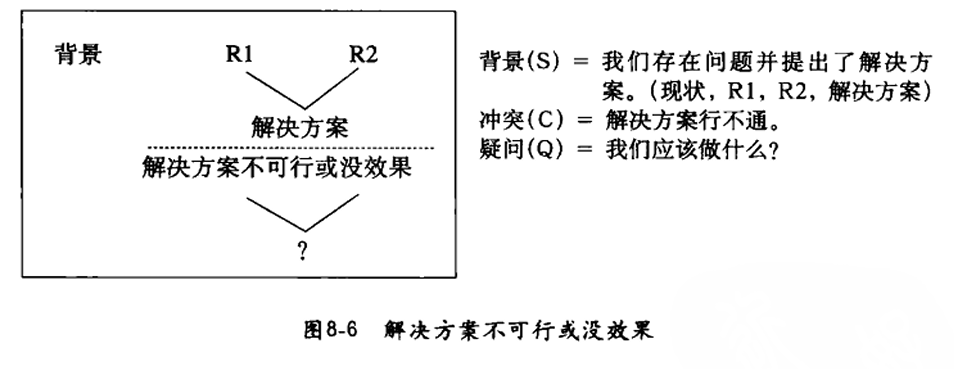 背景 R1 R2
解决方案
解决方案不可行或没效果
?
背景(S) = 我们存在问题并提出了解决方
案。(现状, R1, R2, 解决方案)
冲突(C) = 解决方案行不通。
疑问(Q) = 我们应该做什么?
图8-6 解决方案不可行或没效果